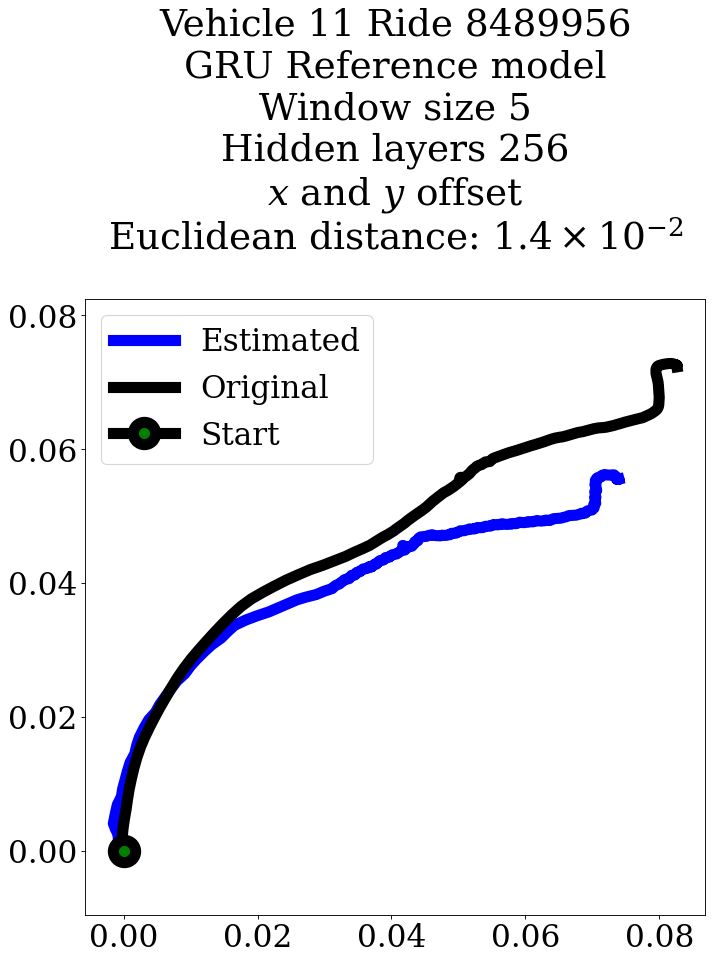 Vehicle 11 Ride 8489956
GRU Reference model
Window size 5
Hidden layers 256
x and y offset
Euclidean distance: 1.4 × 10⁻²
Estimated
Original
Start
0.08
0.06
0.04
0.02
0.00
0.00 0.02 0.04 0.06 0.08